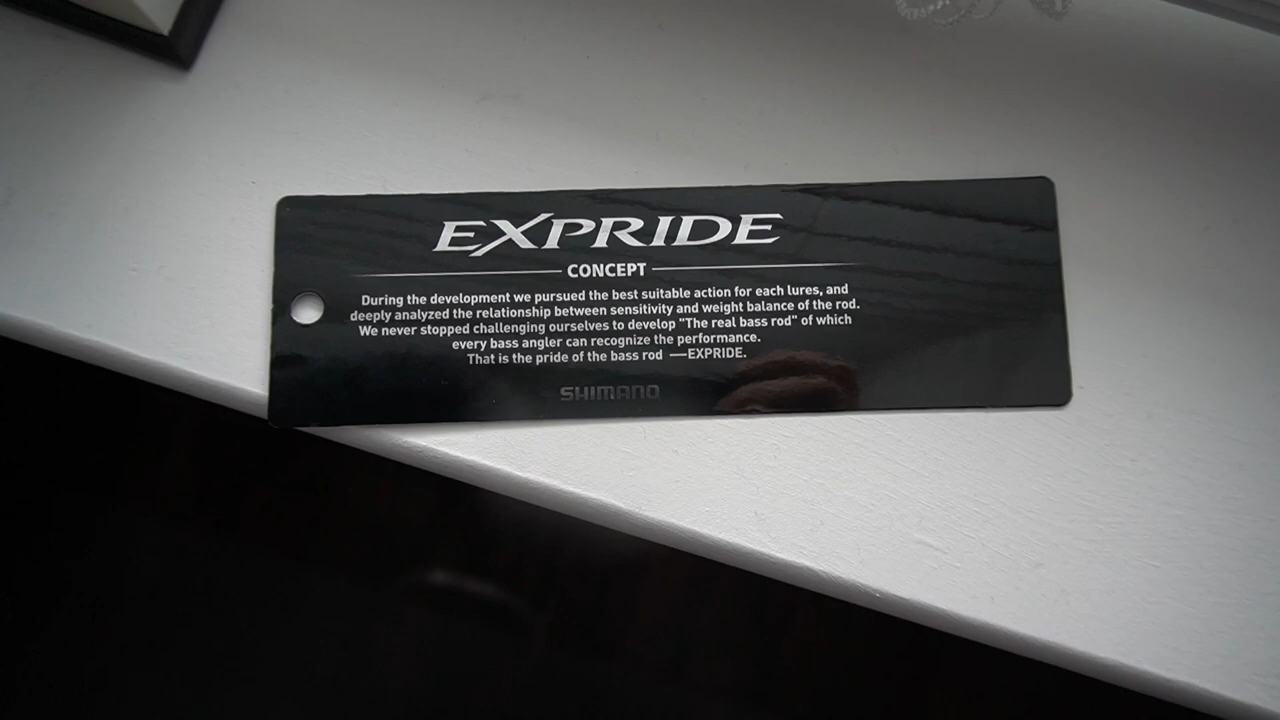 EXPRIDE
CONCEPT
During the development we pursued the best suitable action for each lures, and
deeply analyzed the relationship between sensitivity and weight balance of the rod.
We never stopped challenging ourselves to develop "The real bass rod" of which
every bass angler can recognize the performance.
That is the pride of the bass rod —EXPRIDE.
SHIMANO